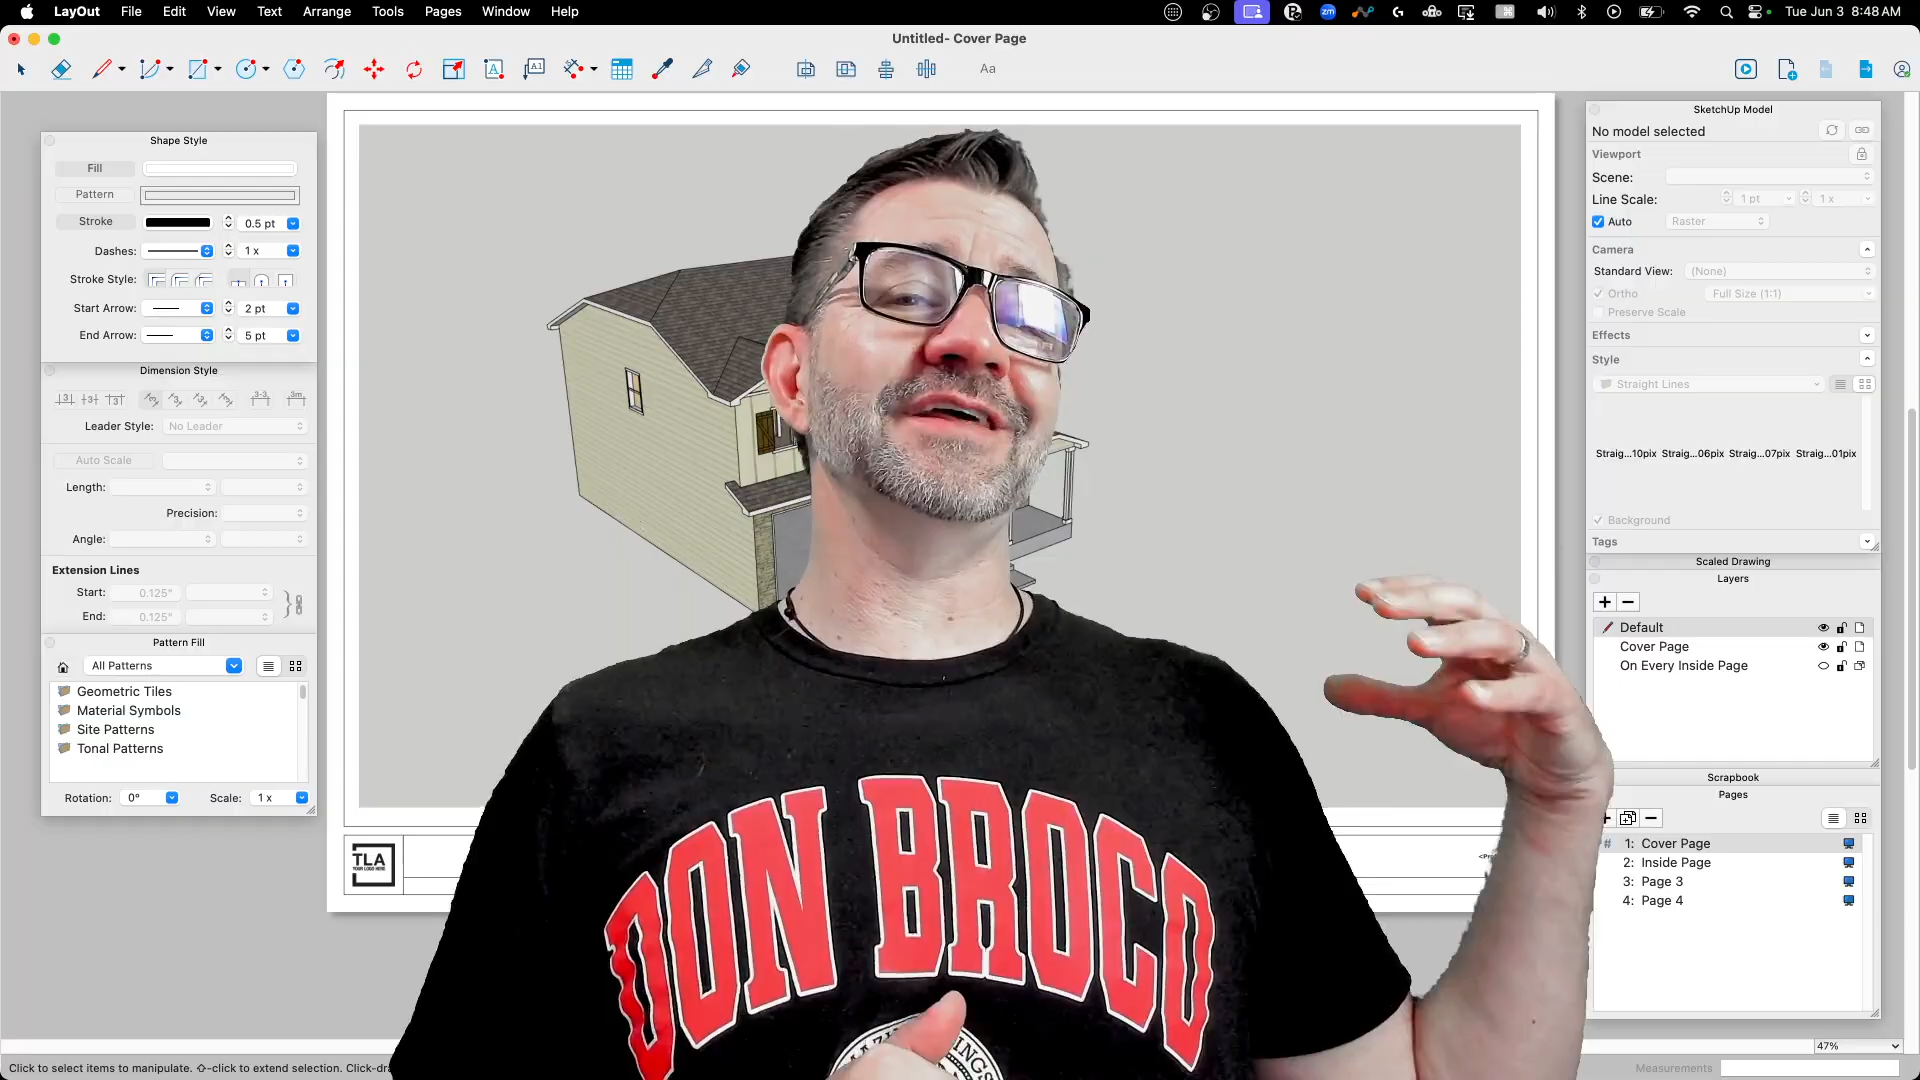 LayOut File Edit View Text Arrange Tools Pages Window Help
zm
Tue Jun 3 8:48 AM
Untitled- Cover Page
A
A1
Aa
Shape Style
Fill
Pattern
Stroke
0.5 pt
Dashes:
1 x
Stroke Style:
Start Arrow:
2 pt
End Arrow:
5 pt
Dimension Style
Leader Style:
No Leader
Auto Scale
Length:
Precision:
Angle:
Extension Lines
Start:
0.125"
End:
0.125"
Pattern Fill
All Patterns
Geometric Tiles
Material Symbols
Site Patterns
Tonal Patterns
Rotation:
0°
Scale:
1 x
TLA
YOUR LOGO HERE
DON BROCO
SketchUp Model
No model selected
Viewport
Scene:
Line Scale:
1 pt
1 x
Auto
Raster
Camera
Standard View:
(None)
Ortho
Full Size (1:1)
Preserve Scale
Effects
Style
Straight Lines
Straig...10pix Straig...06pix Straig...07pix Straig...01pix
Background
Tags
Scaled Drawing
Layers
Default
Cover Page
On Every Inside Page
Scrapbook
Pages
# 1: Cover Page
2: Inside Page
3: Page 3
4: Page 4
47%
Click to select items to manipulate. ⇧-click to extend selection. Click-dra
Measurements